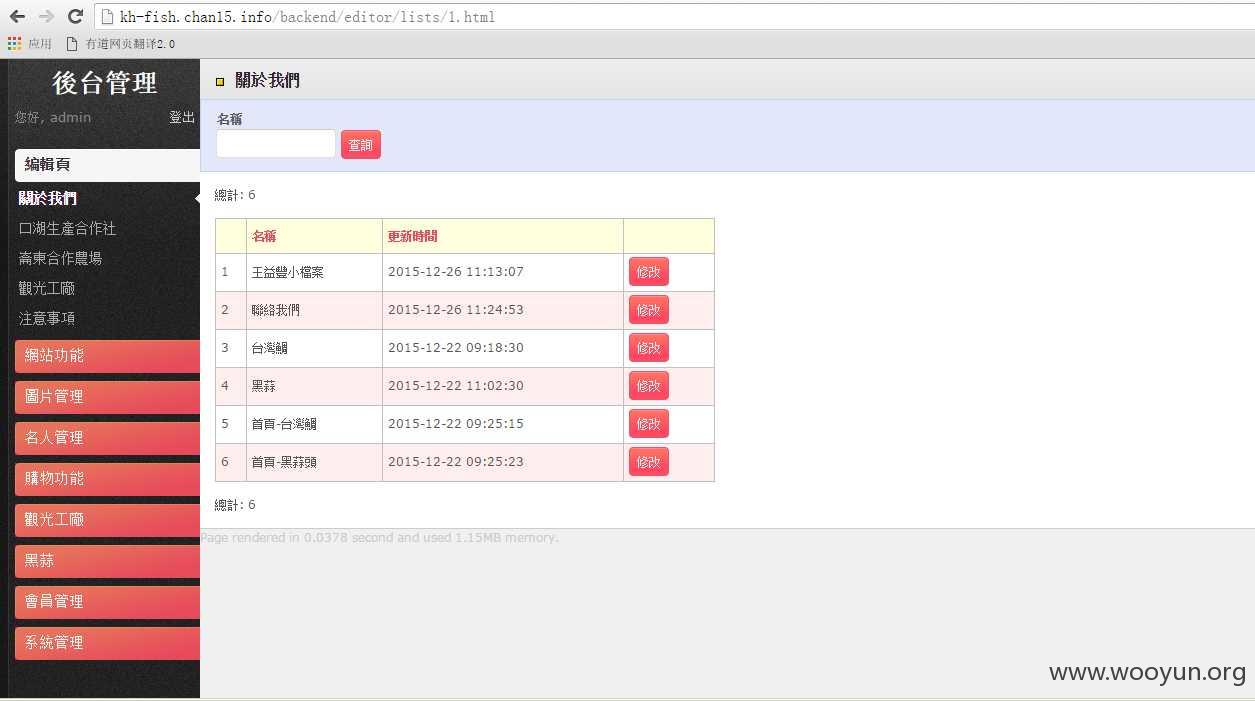 kh-fish.chan15.info/backend/editor/lists/1.html
应用 有道网页翻译2.0
後台管理
您好, admin 登出
編輯頁
關於我們
口湖生產合作社
崙東合作農場
觀光工廠
注意事項
網站功能
圖片管理
名人管理
購物功能
觀光工廠
黑蒜
會員管理
系統管理
關於我們
名稱
查詢
總計: 6
名稱 更新時間
1 王益豐小檔案 2015-12-26 11:13:07 修改
2 聯絡我們 2015-12-26 11:24:53 修改
3 台灣鯛 2015-12-22 09:18:30 修改
4 黑蒜 2015-12-22 11:02:30 修改
5 首頁-台灣鯛 2015-12-22 09:25:15 修改
6 首頁-黑蒜頭 2015-12-22 09:25:23 修改
總計: 6
Page rendered in 0.0378 second and used 1.15MB memory.
www.wooyun.org